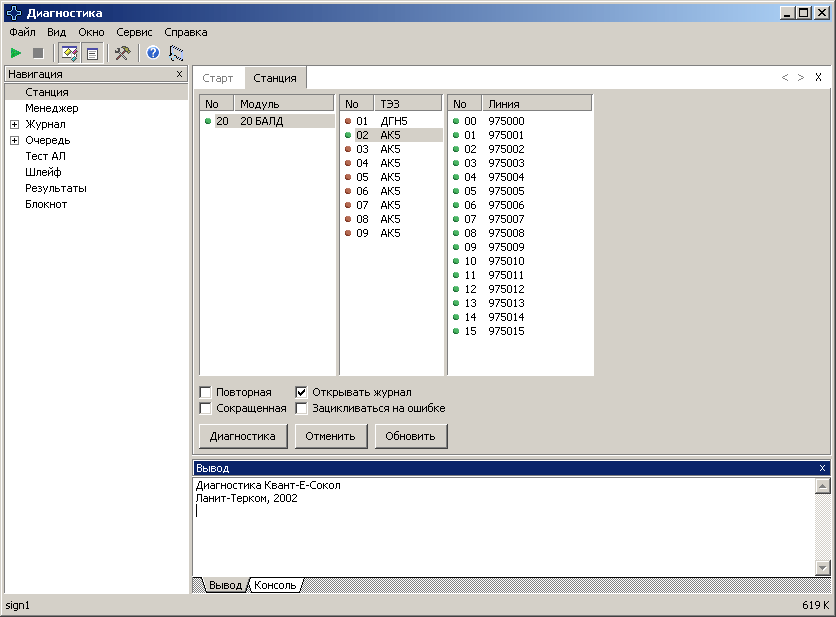 Диагностика
Файл Вид Окно Сервис Справка
Навигация x
Станция
Менеджер
Журнал
Очередь
Тест АЛ
Шлейф
Результаты
Блокнот
Старт Станция < > X
No Модуль
20 20 БАЛД
No ТЭЗ
01 ДГН5
02 АК5
03 АК5
04 АК5
05 АК5
06 АК5
07 АК5
08 АК5
09 АК5
No Линия
00 975000
01 975001
02 975002
03 975003
04 975004
05 975005
06 975006
07 975007
08 975008
09 975009
10 975010
11 975011
12 975012
13 975013
14 975014
15 975015
Повторная Открывать журнал
Сокращенная Зацикливаться на ошибке
Диагностика Отменить Обновить
Вывод x
Диагностика Квант-Е-Сокол
Ланит-Терком, 2002
Вывод Консоль
sign1 619 K